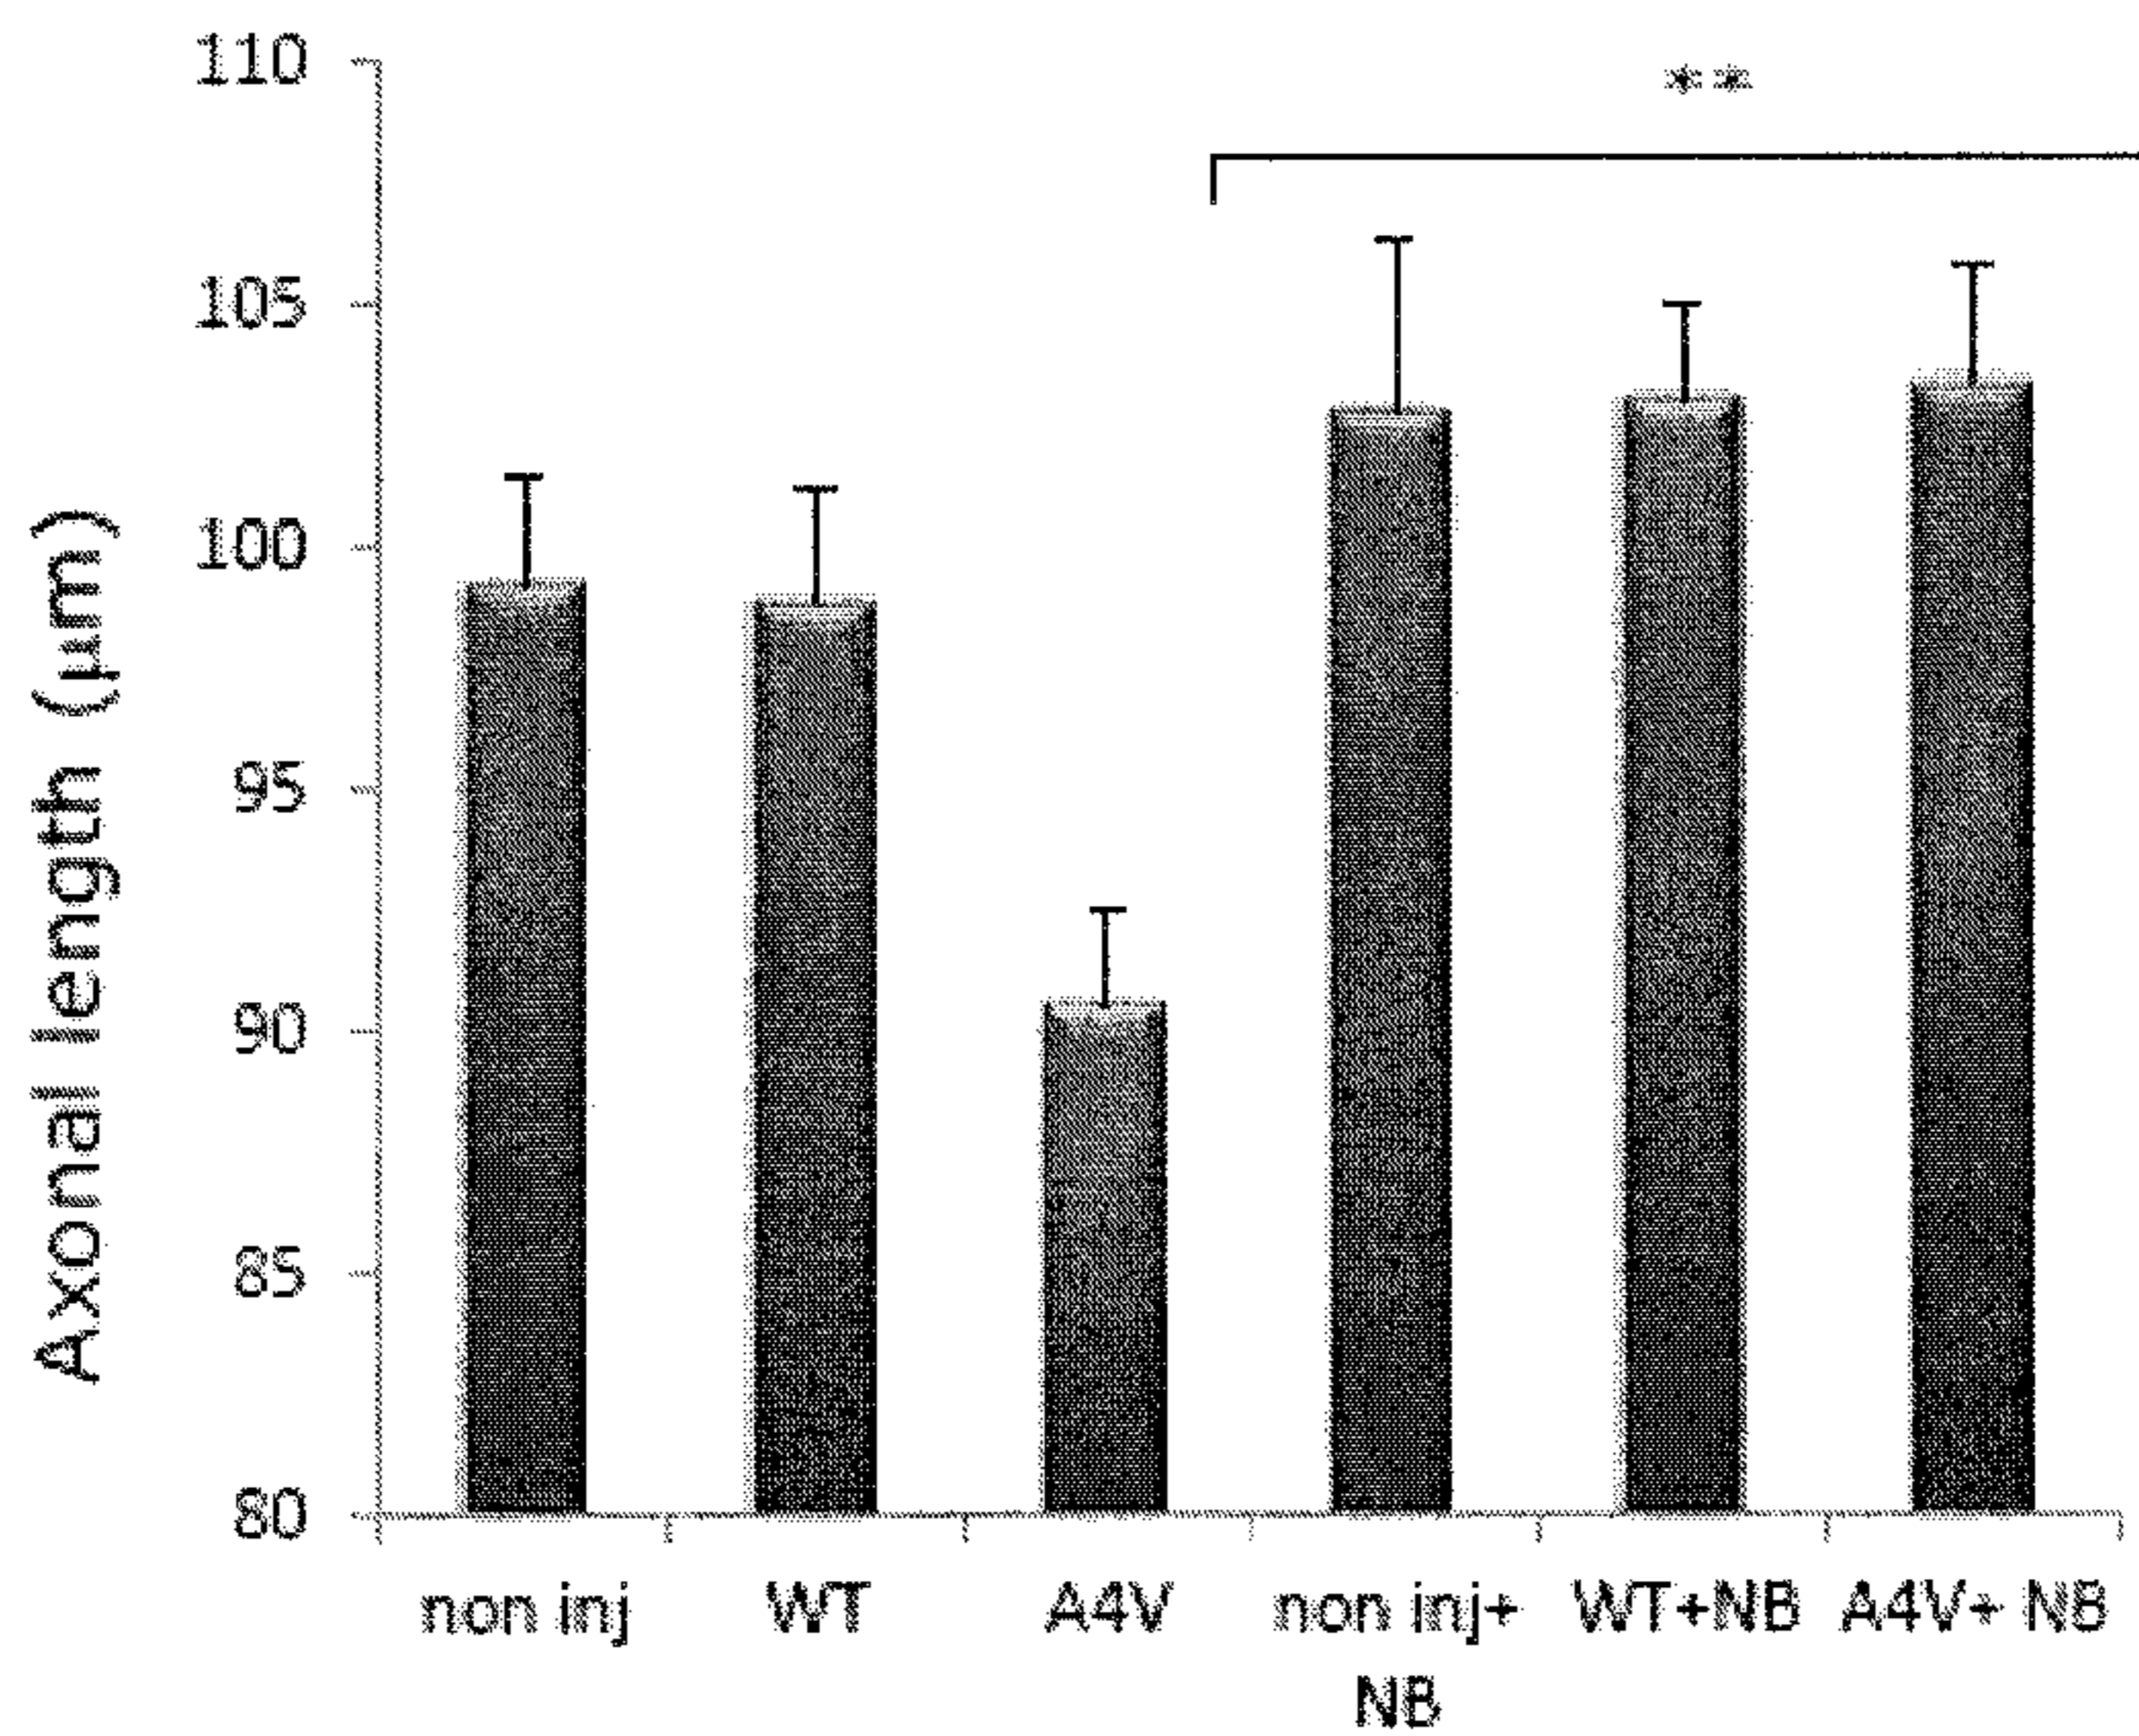 110
**
105
100
95
90
85
80
Axonal length (µm)
non inj
WT
A4V
non inj+
NB
WT+NB
A4V+ NB